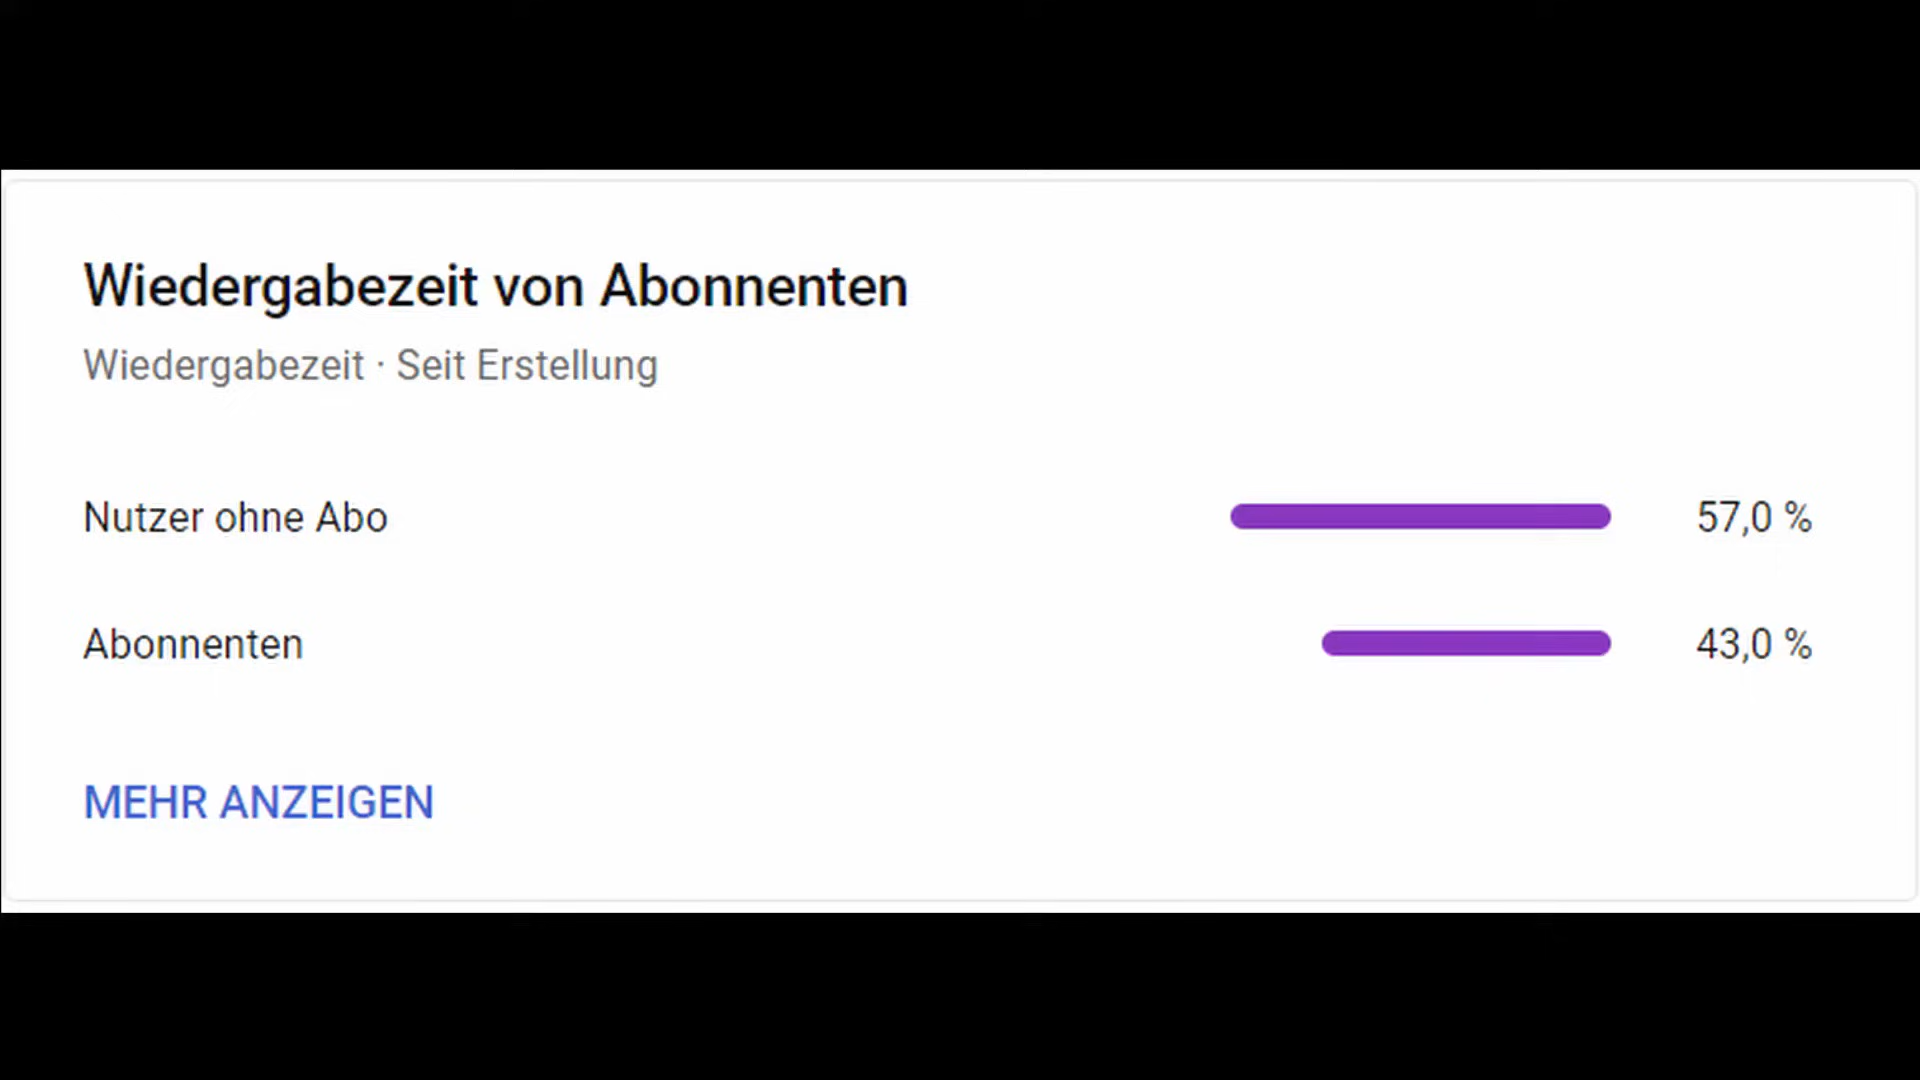 Wiedergabezeit von Abonnenten
Wiedergabezeit · Seit Erstellung
Nutzer ohne Abo 57,0 %
Abonnenten 43,0 %
MEHR ANZEIGEN